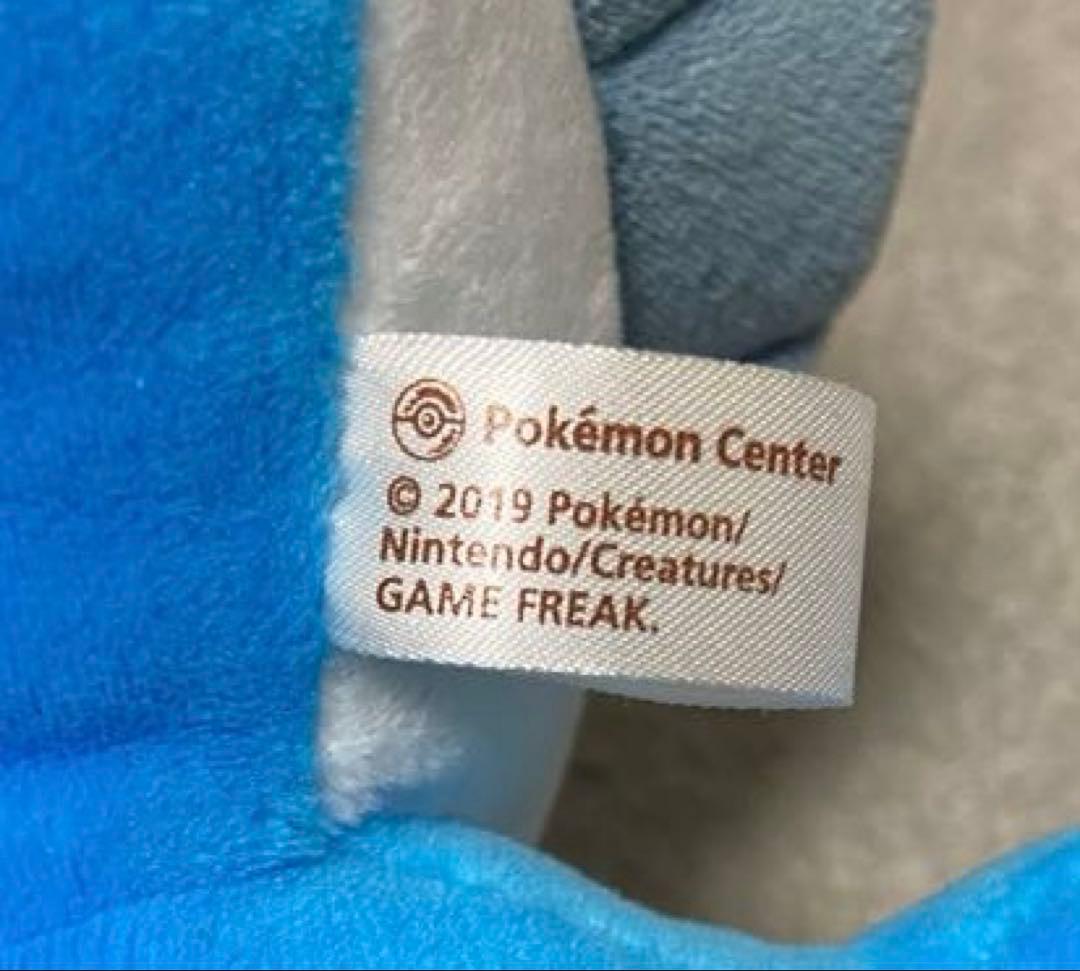 Pokémon Center
© 2019 Pokémon/
Nintendo/Creatures/
GAME FREAK.